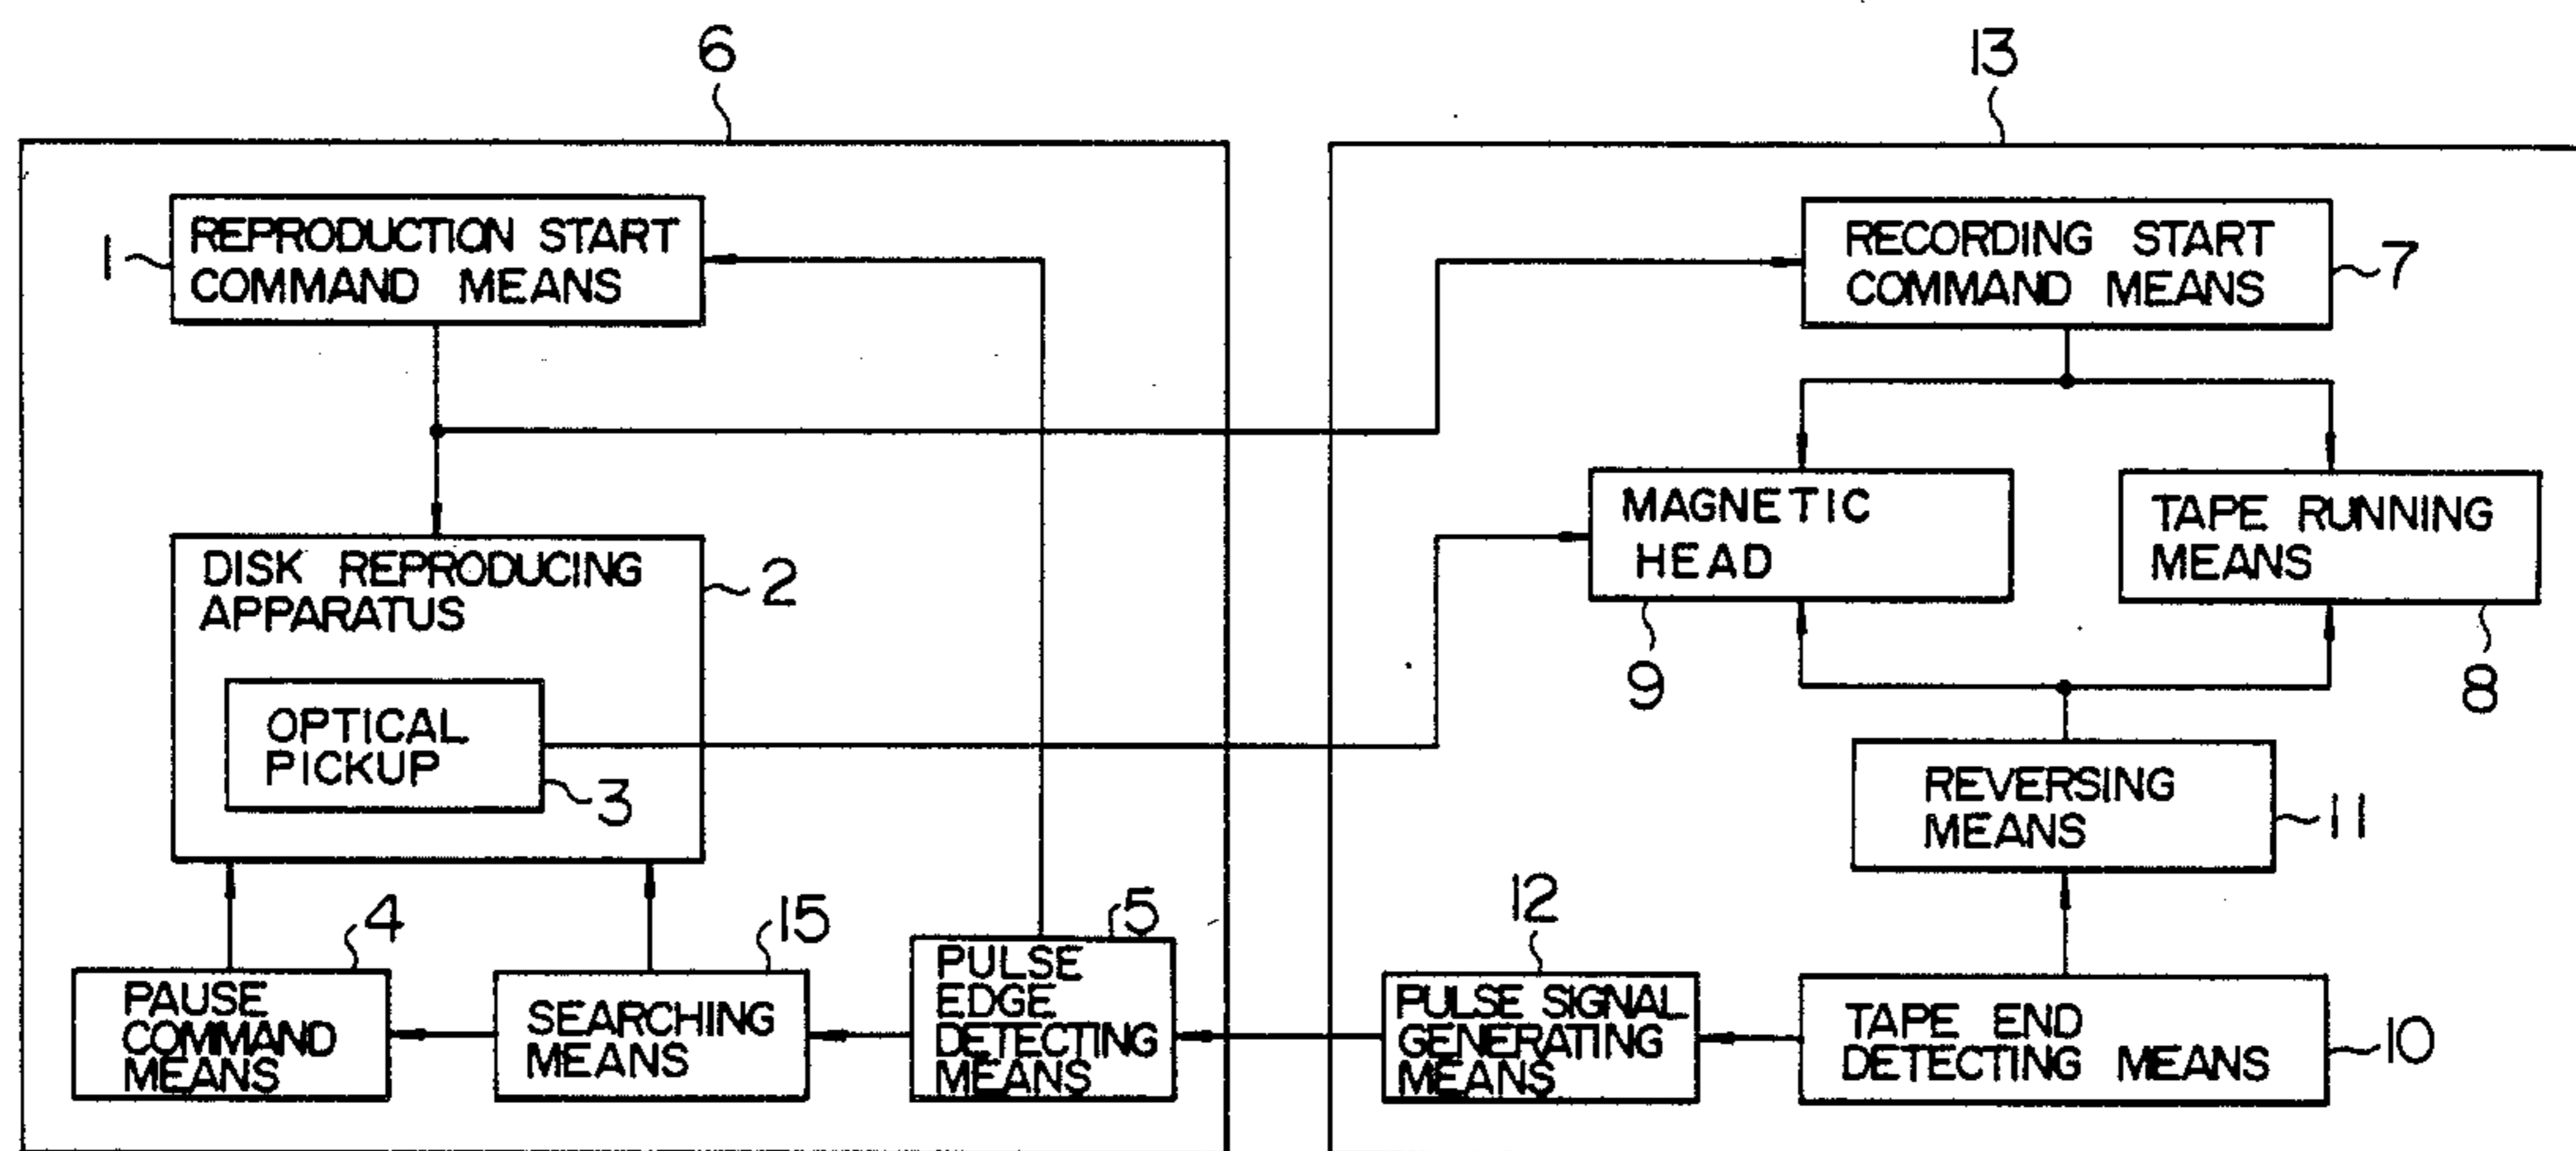 6
13
1
REPRODUCTION START
COMMAND MEANS
RECORDING START
COMMAND MEANS
7
DISK REPRODUCING
APPARATUS
2
MAGNETIC
HEAD
9
TAPE RUNNING
MEANS
8
OPTICAL
PICKUP
3
REVERSING
MEANS
11
4
PAUSE
COMMAND
MEANS
15
SEARCHING
MEANS
5
PULSE
EDGE
DETECTING
MEANS
12
PULSE SIGNAL
GENERATING
MEANS
TAPE END
DETECTING MEANS
10